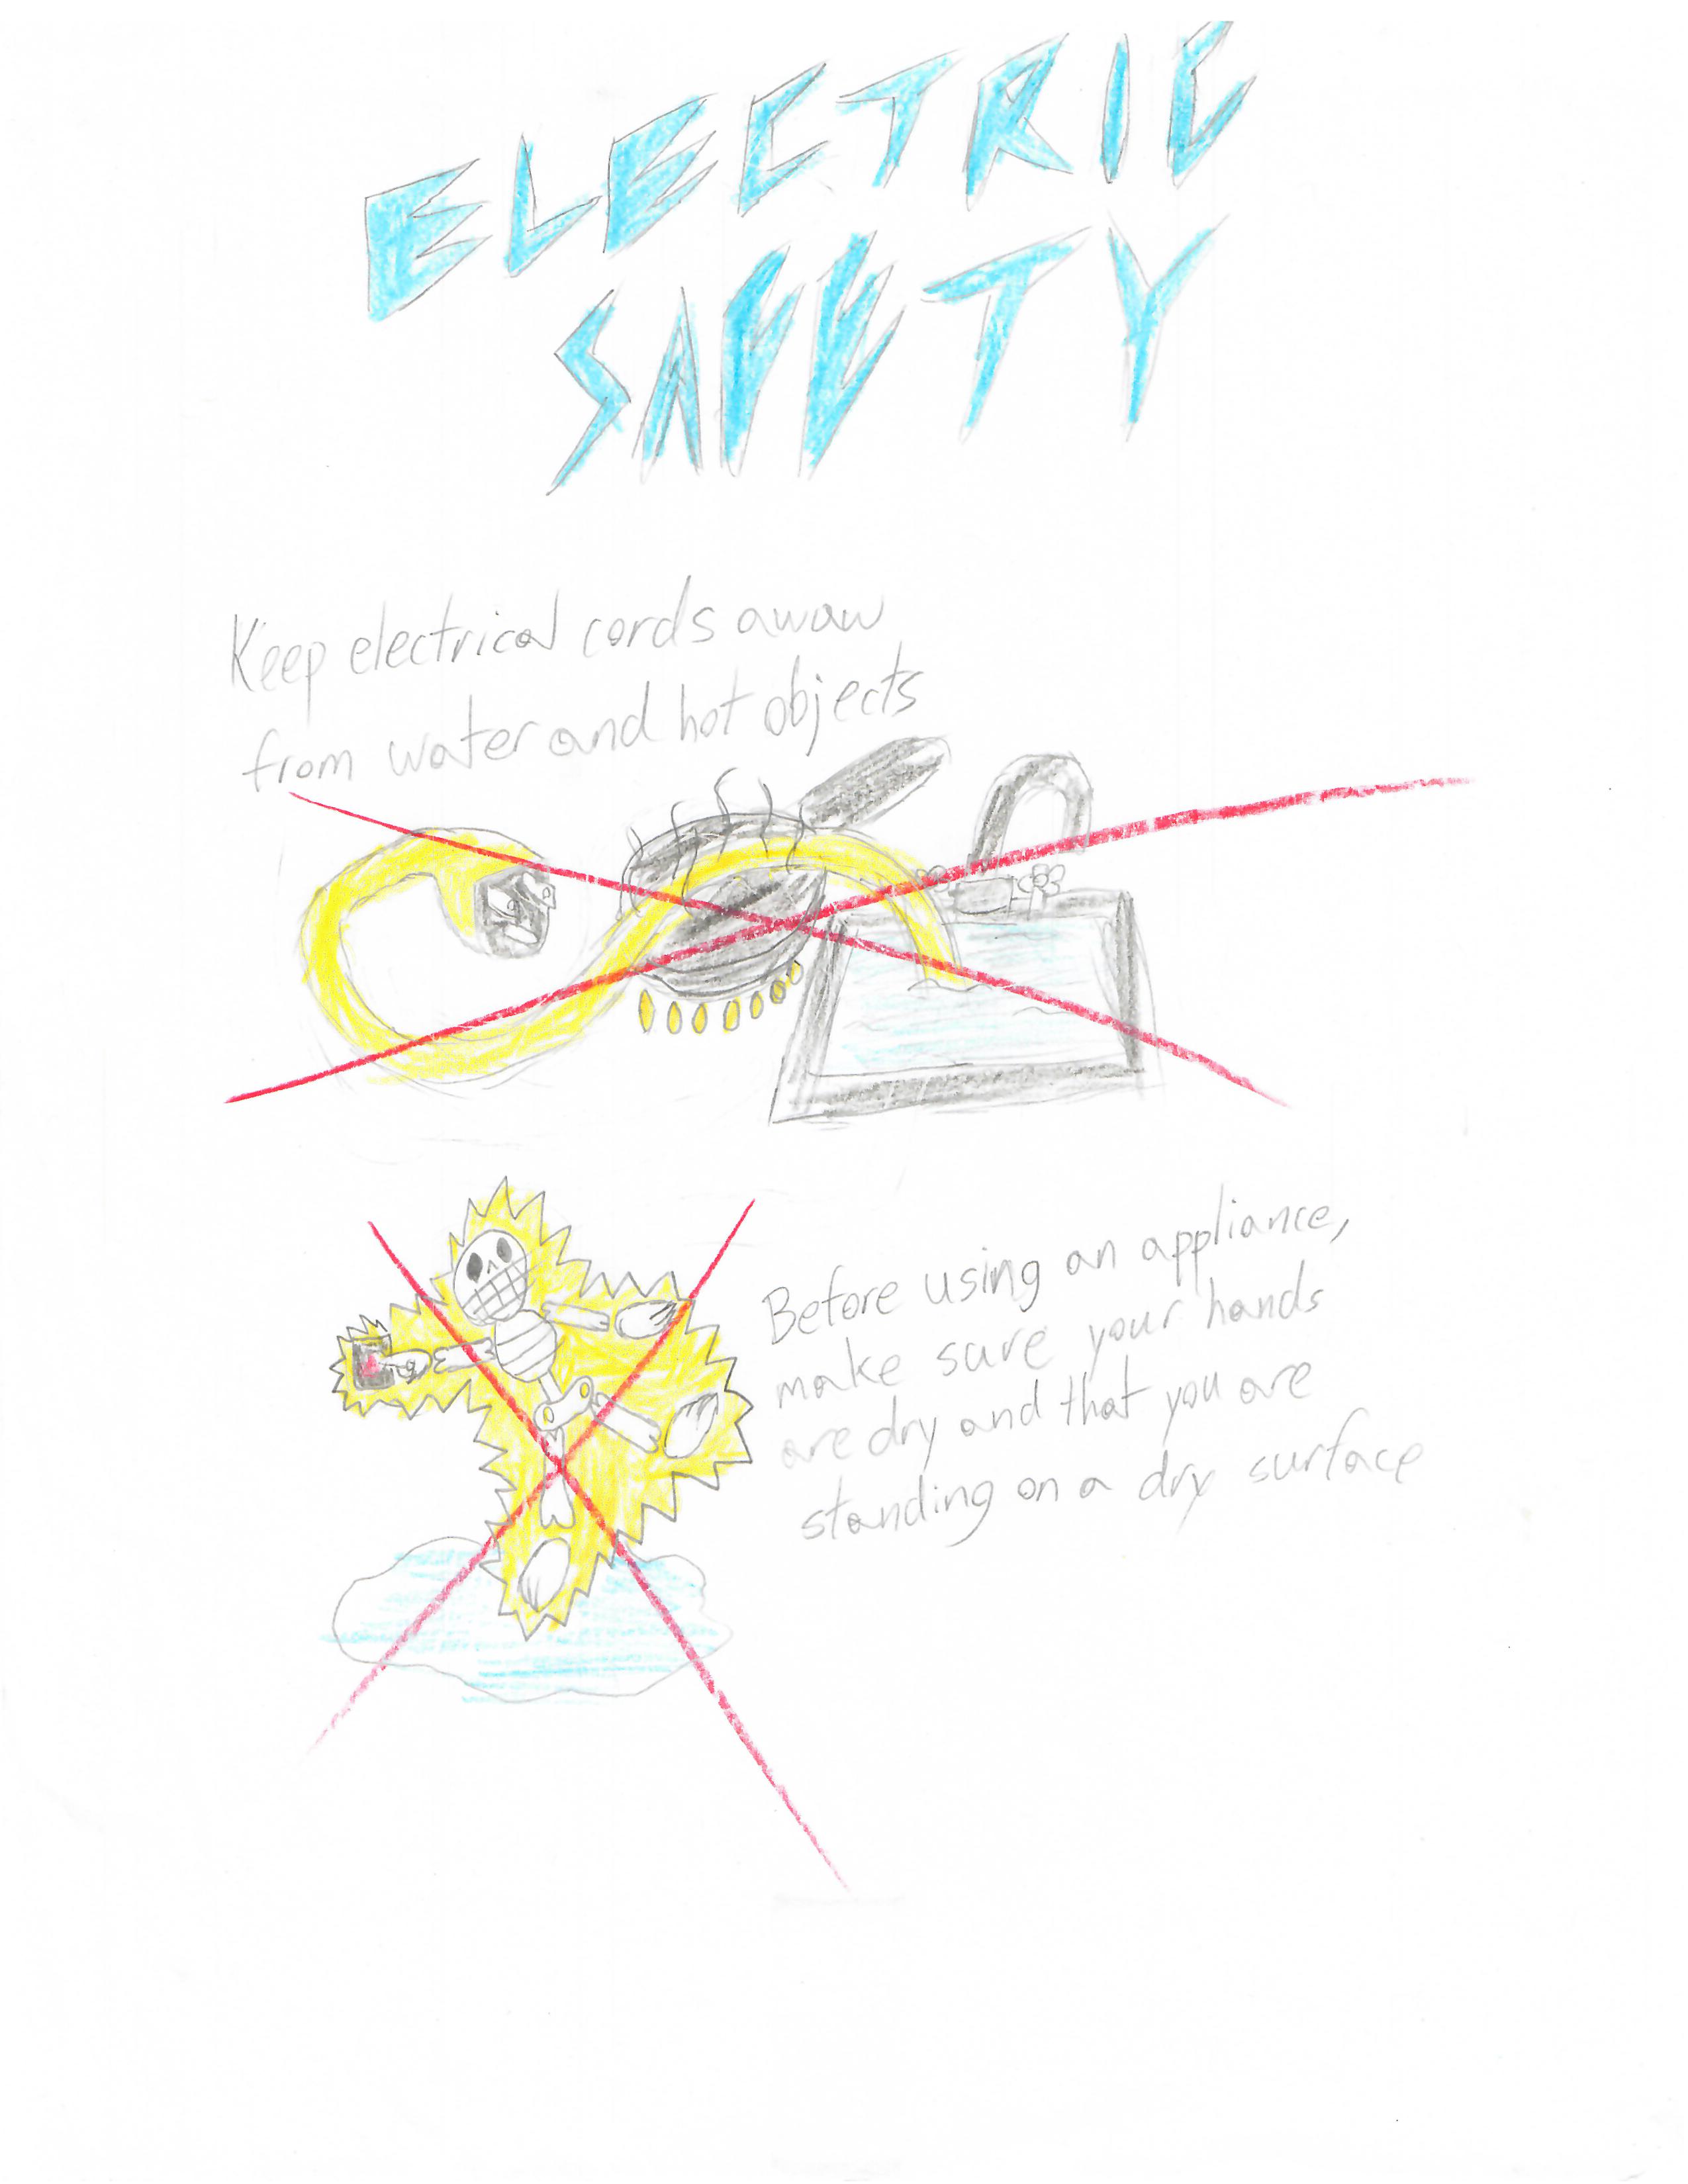 ELECTRIC
SAFETY
Keep electrical cords awaw
from water and hot objects
Before using an appliance,
make sure your hands
are dry and that you are
standing on a dry surface